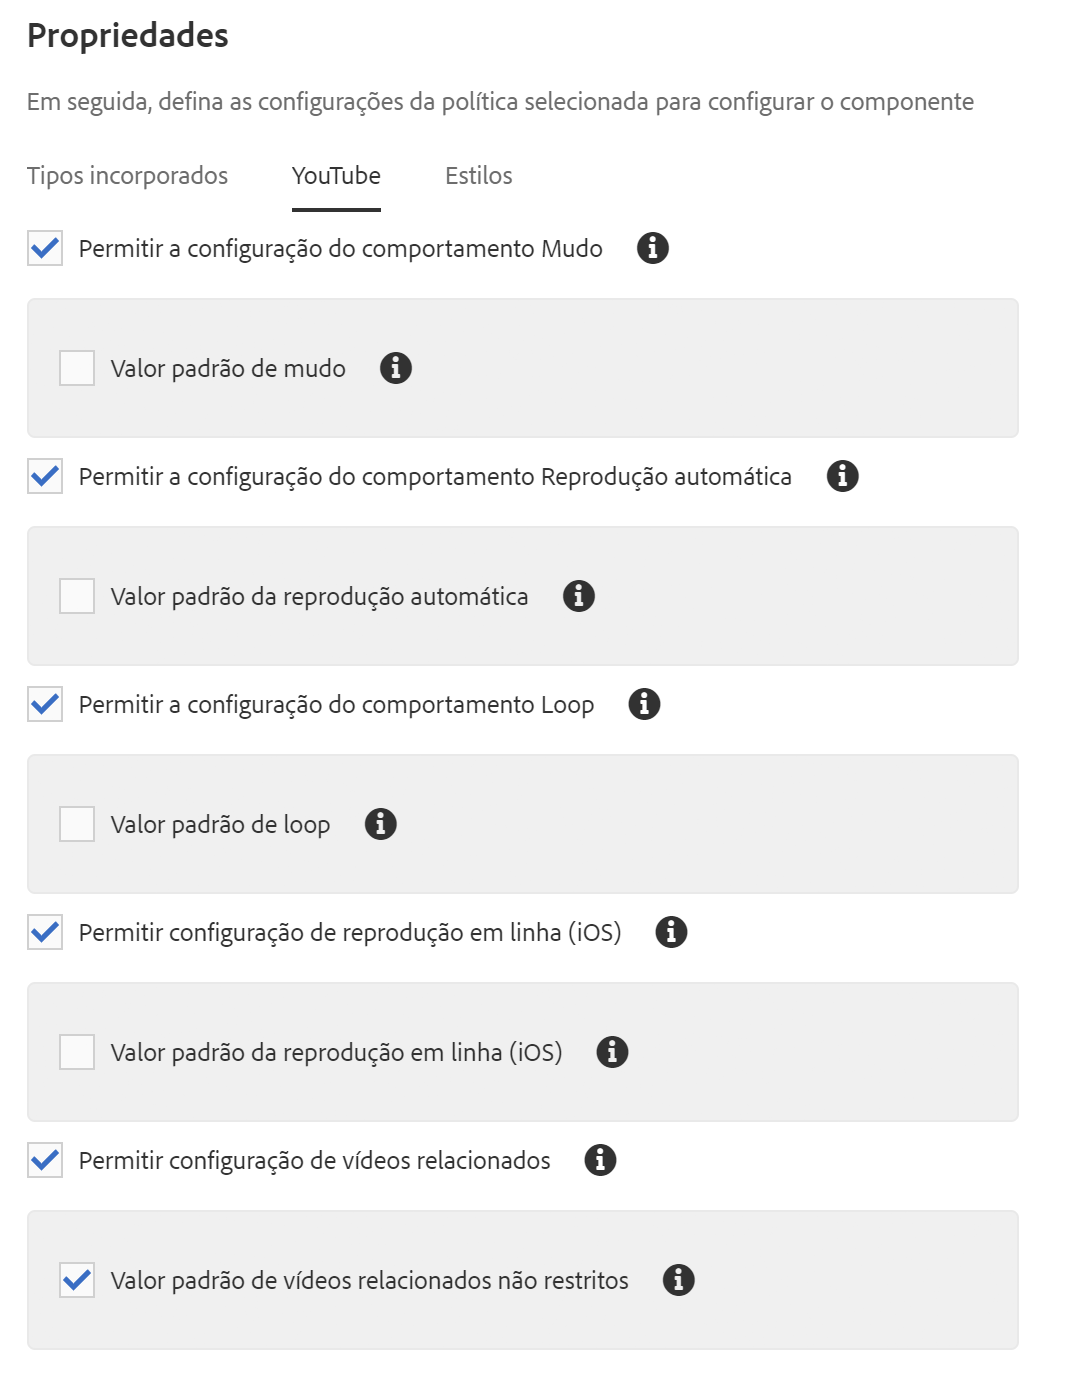 Propriedades
Em seguida, defina as configurações da política selecionada para configurar o componente
Tipos incorporados YouTube Estilos
Permitir a configuração do comportamento Mudo
Valor padrão de mudo
Permitir a configuração do comportamento Reprodução automática
Valor padrão da reprodução automática
Permitir a configuração do comportamento Loop
Valor padrão de loop
Permitir configuração de reprodução em linha (iOS)
Valor padrão da reprodução em linha (iOS)
Permitir configuração de vídeos relacionados
Valor padrão de vídeos relacionados não restritos